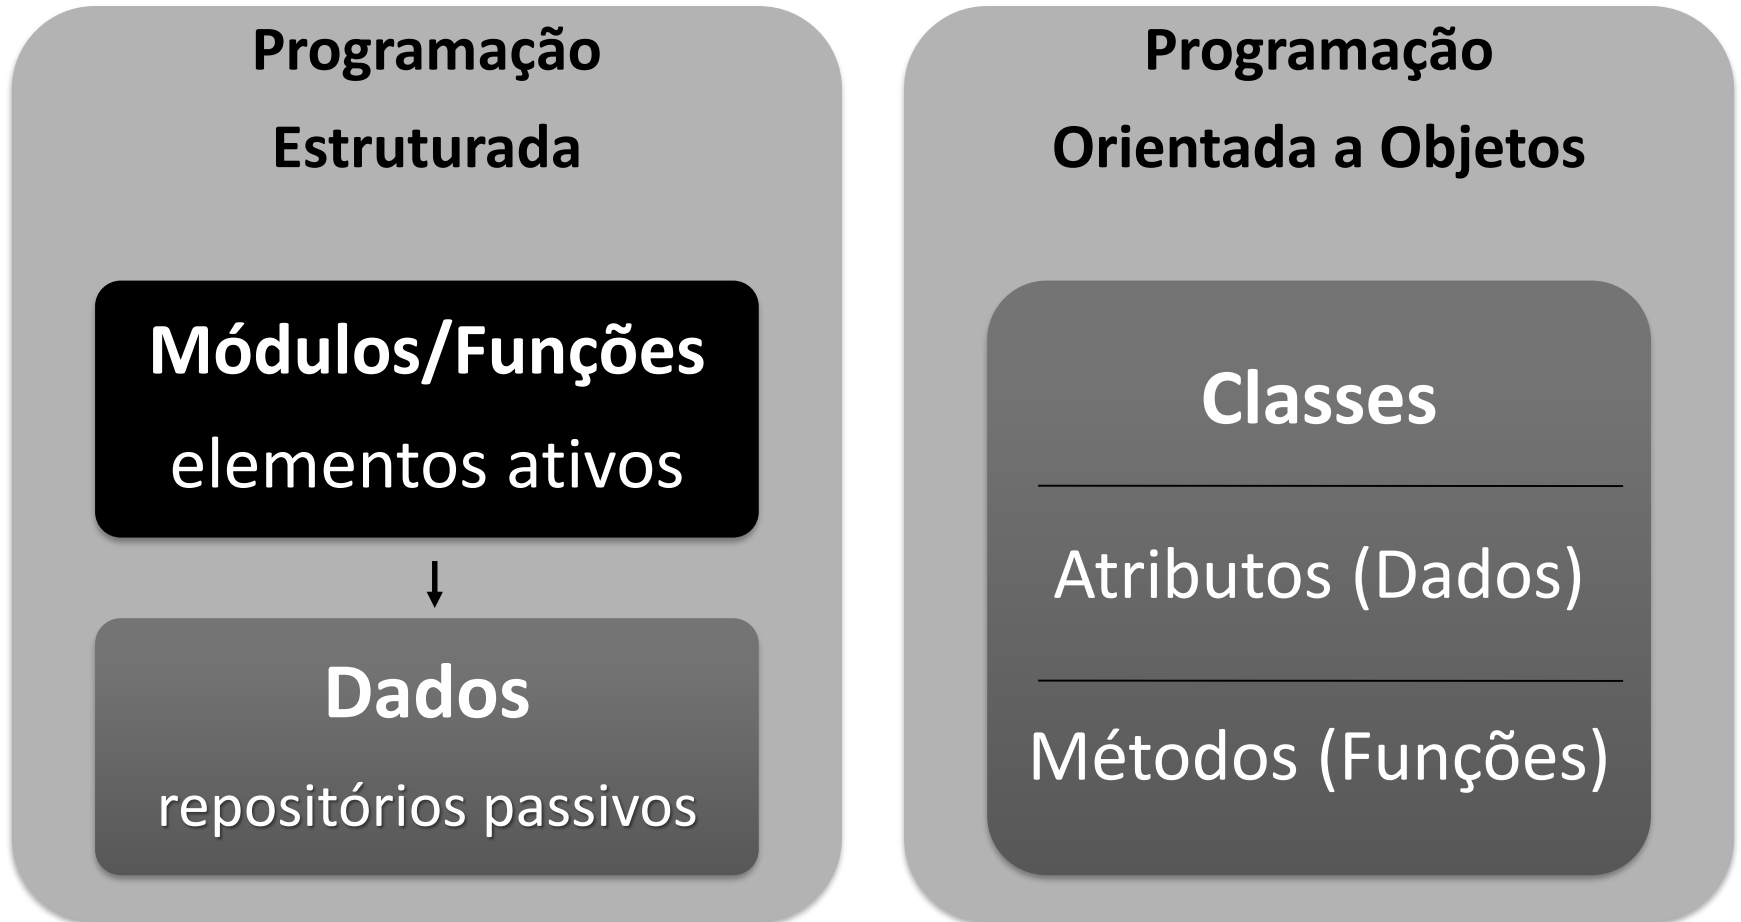 Programação
Estruturada
Módulos/Funções
elementos ativos
Dados
repositórios passivos
Programação
Orientada a Objetos
Classes
Atributos (Dados)
Métodos (Funções)